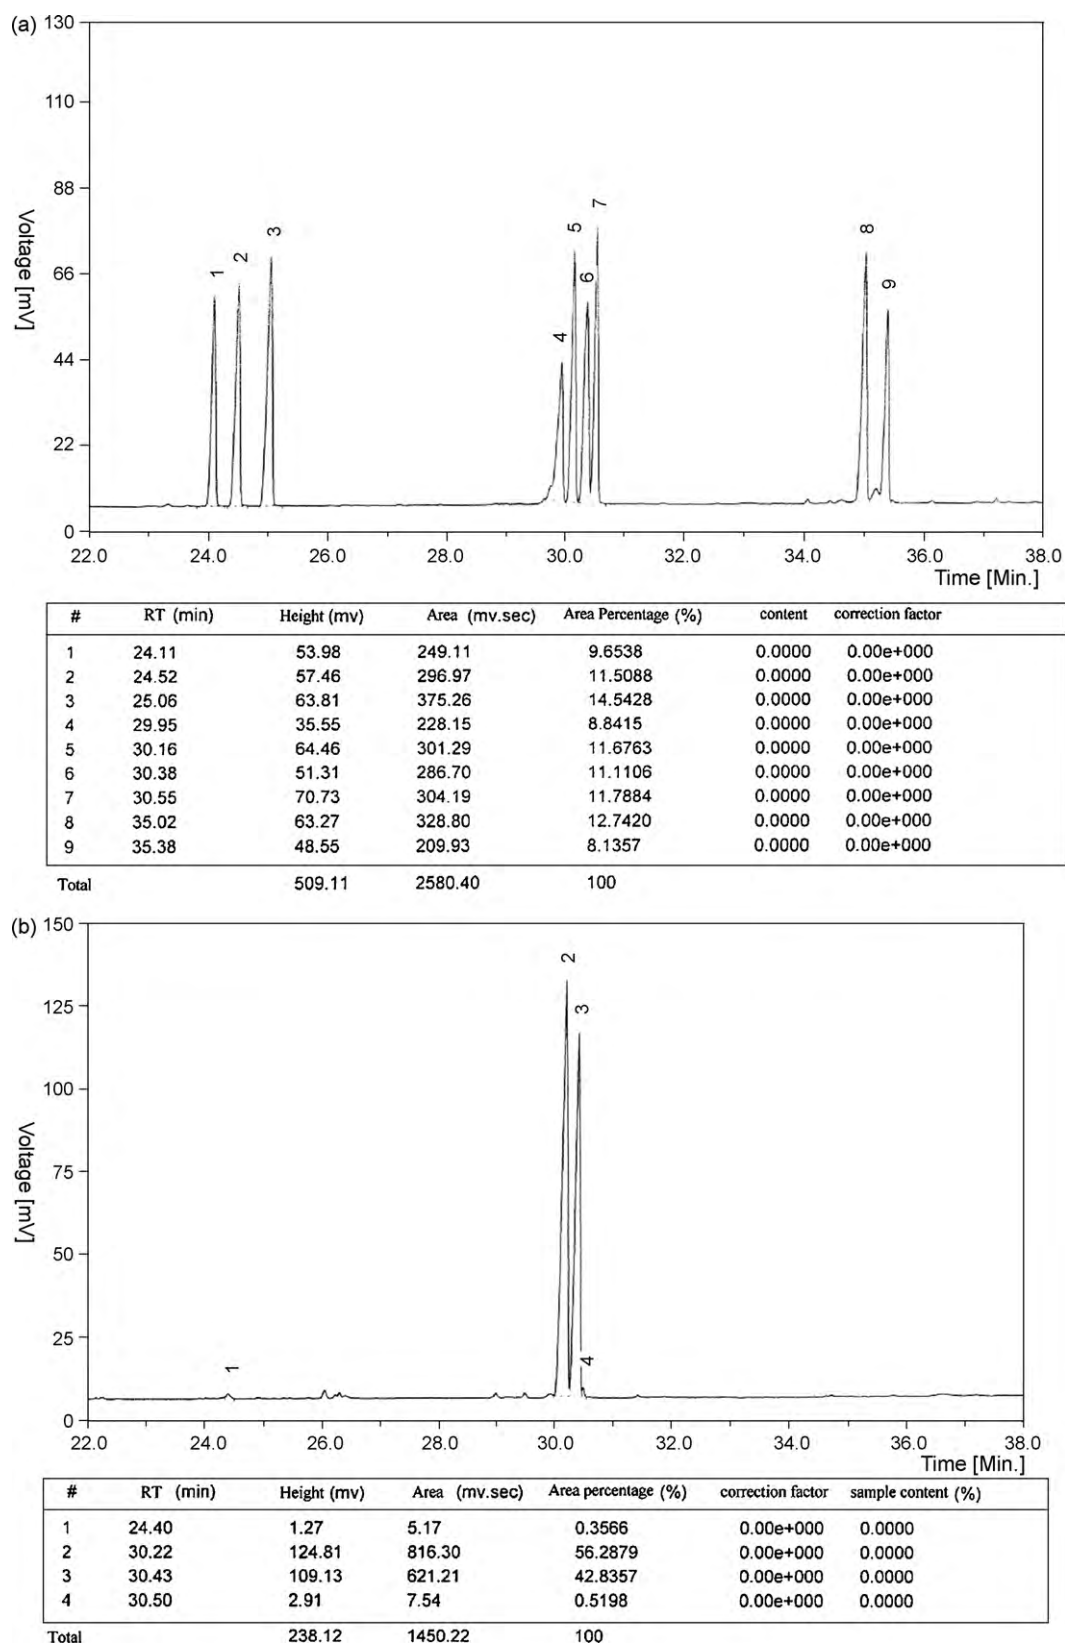 (a)
130
110
88
66
44
22
0
Voltage [mV]
1 2 3 4 5 6 7 8 9
22.0 24.0 26.0 28.0 30.0 32.0 34.0 36.0 38.0
Time [Min.]
# RT (min) Height (mv) Area (mv.sec) Area Percentage (%) content correction factor
1 24.11 53.98 249.11 9.6538 0.0000 0.00e+000
2 24.52 57.46 296.97 11.5088 0.0000 0.00e+000
3 25.06 63.81 375.26 14.5428 0.0000 0.00e+000
4 29.95 35.55 228.15 8.8415 0.0000 0.00e+000
5 30.16 64.46 301.29 11.6763 0.0000 0.00e+000
6 30.38 51.31 286.70 11.1106 0.0000 0.00e+000
7 30.55 70.73 304.19 11.7884 0.0000 0.00e+000
8 35.02 63.27 328.80 12.7420 0.0000 0.00e+000
9 35.38 48.55 209.93 8.1357 0.0000 0.00e+000
Total 509.11 2580.40 100
(b)
150
125
100
75
50
25
0
Voltage [mV]
1 2 3 4
22.0 24.0 26.0 28.0 30.0 32.0 34.0 36.0 38.0
Time [Min.]
# RT (min) Height (mv) Area (mv.sec) Area percentage (%) correction factor sample content (%)
1 24.40 1.27 5.17 0.3566 0.00e+000 0.0000
2 30.22 124.81 816.30 56.2879 0.00e+000 0.0000
3 30.43 109.13 621.21 42.8357 0.00e+000 0.0000
4 30.50 2.91 7.54 0.5198 0.00e+000 0.0000
Total 238.12 1450.22 100